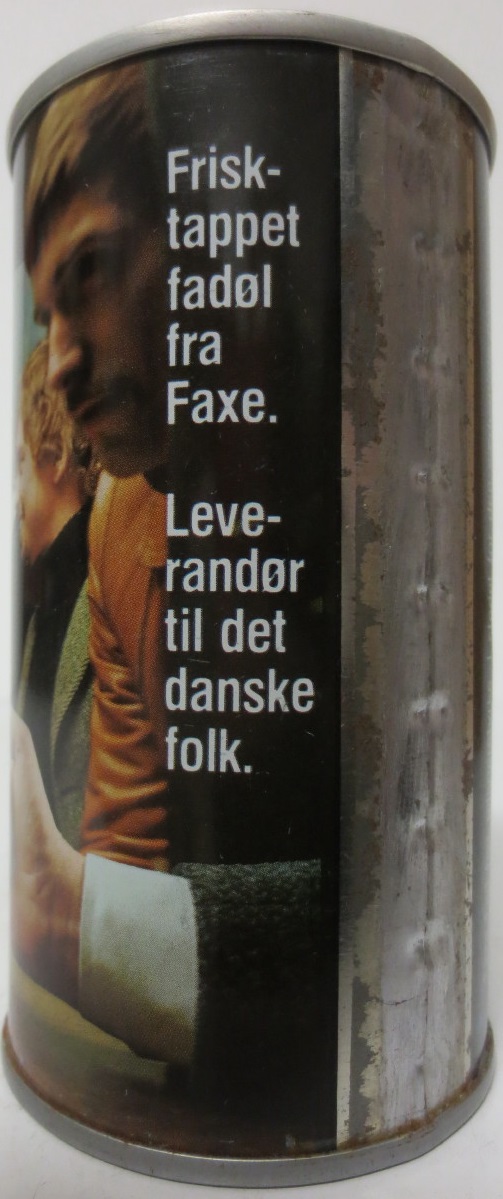 Frisk-
tappet
fadøl
fra
Faxe.
Leve-
randør
til det
danske
folk.